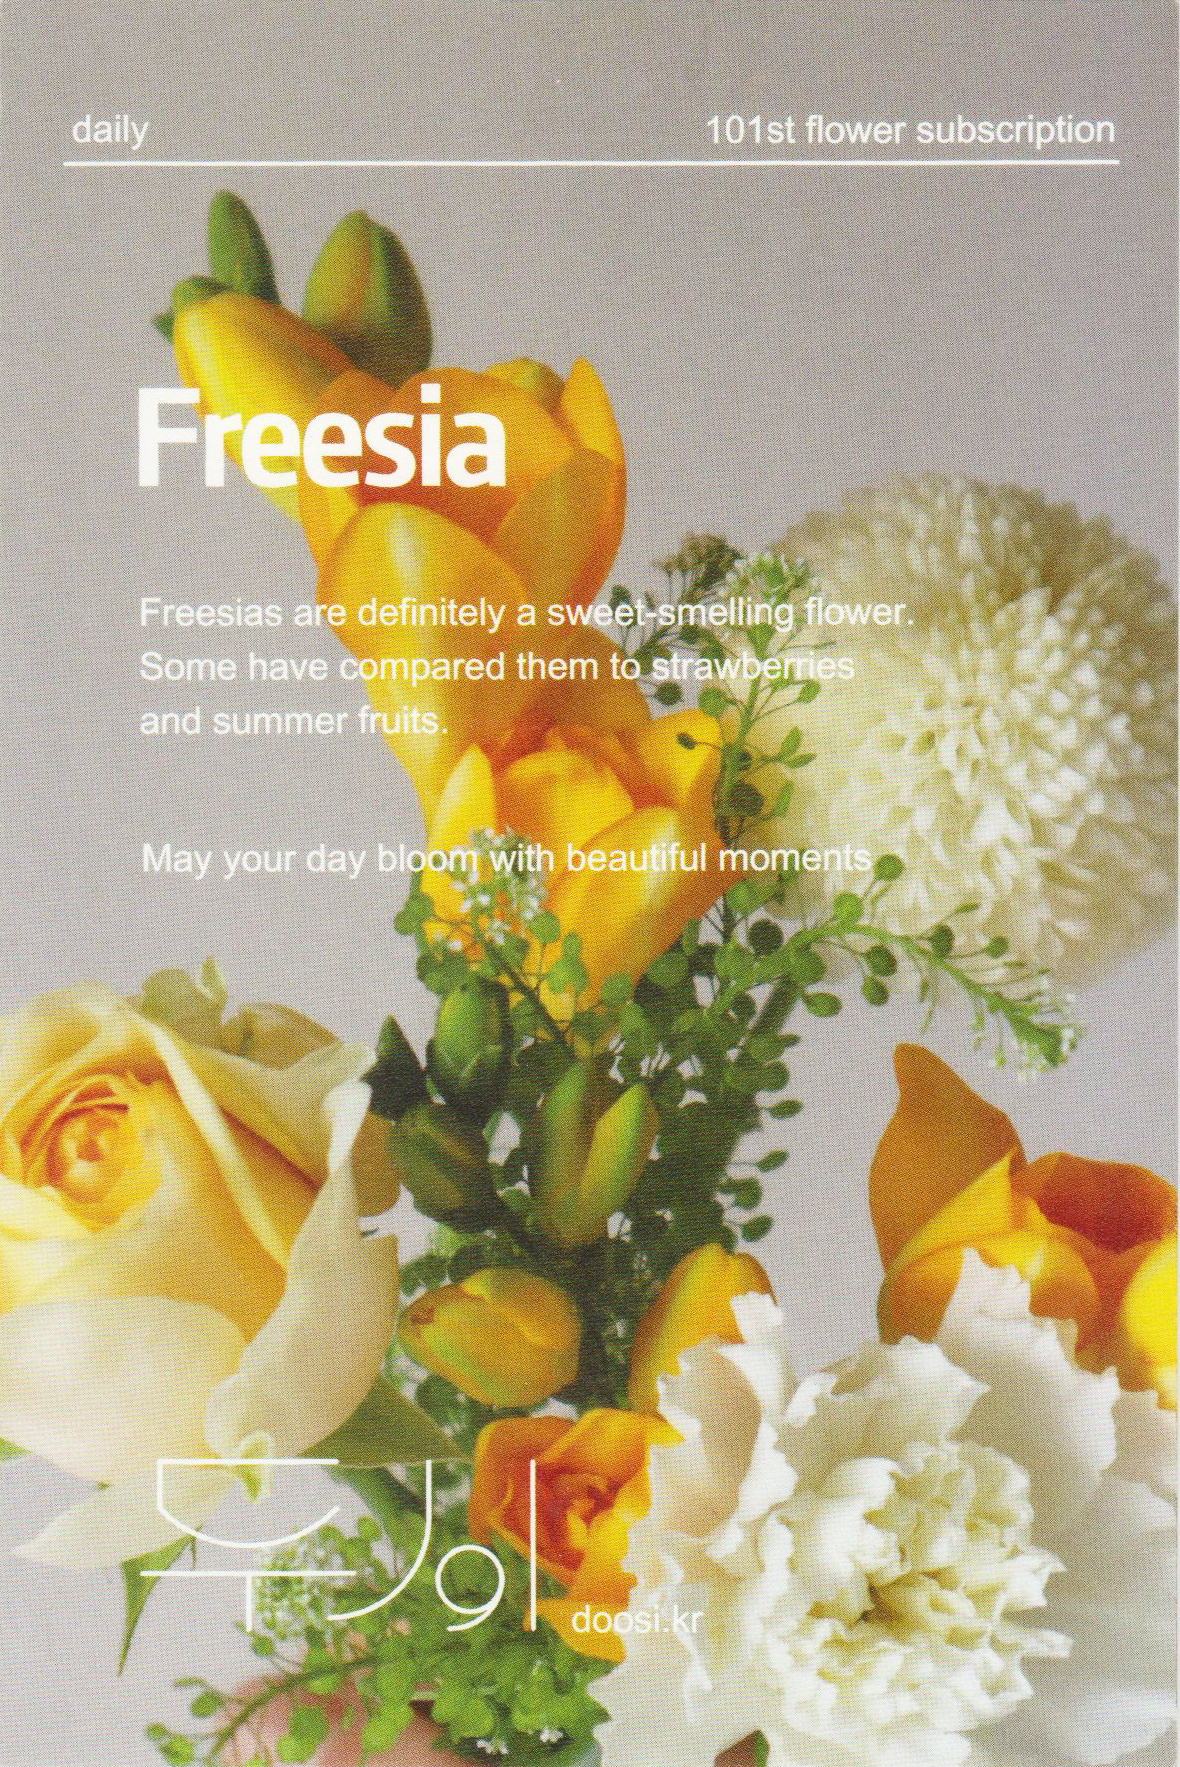 daily 101st flower subscription
Freesia
Freesias are definitely a sweet-smelling flower.
Some have compared them to strawberries
and summer fruits.
May your day bloom with beautiful moments
두시 doosi.kr